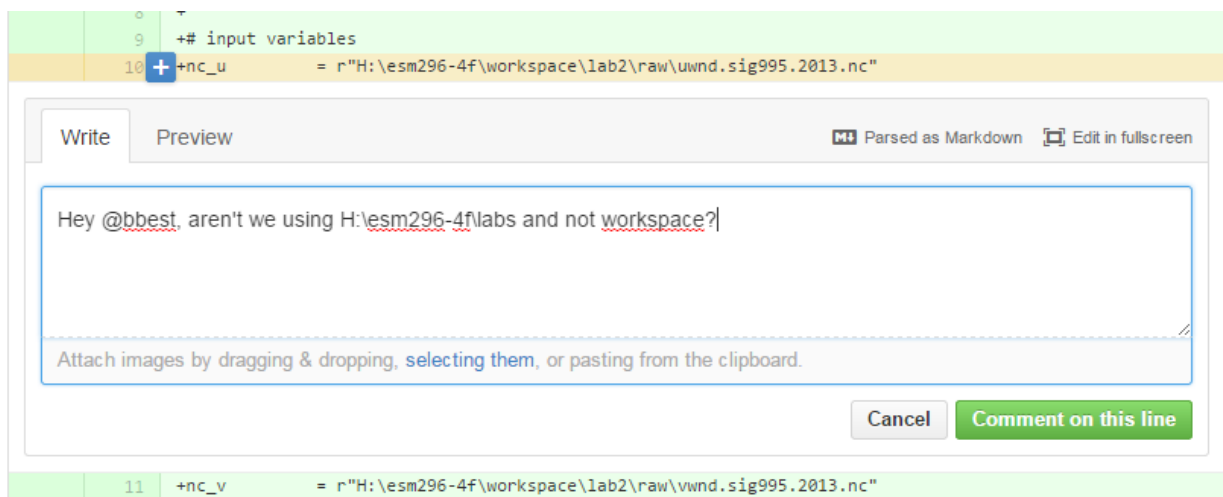 8 +
9 +# input variables
10 + +nc_u = r"H:\esm296-4f\workspace\lab2\raw\uwnd.sig995.2013.nc"
Write Preview Parsed as Markdown Edit in fullscreen
Hey @bbest, aren't we using H:\esm296-4f\labs and not workspace?
Attach images by dragging & dropping, selecting them, or pasting from the clipboard.
Cancel Comment on this line
11 +nc_v = r"H:\esm296-4f\workspace\lab2\raw\vwnd.sig995.2013.nc"